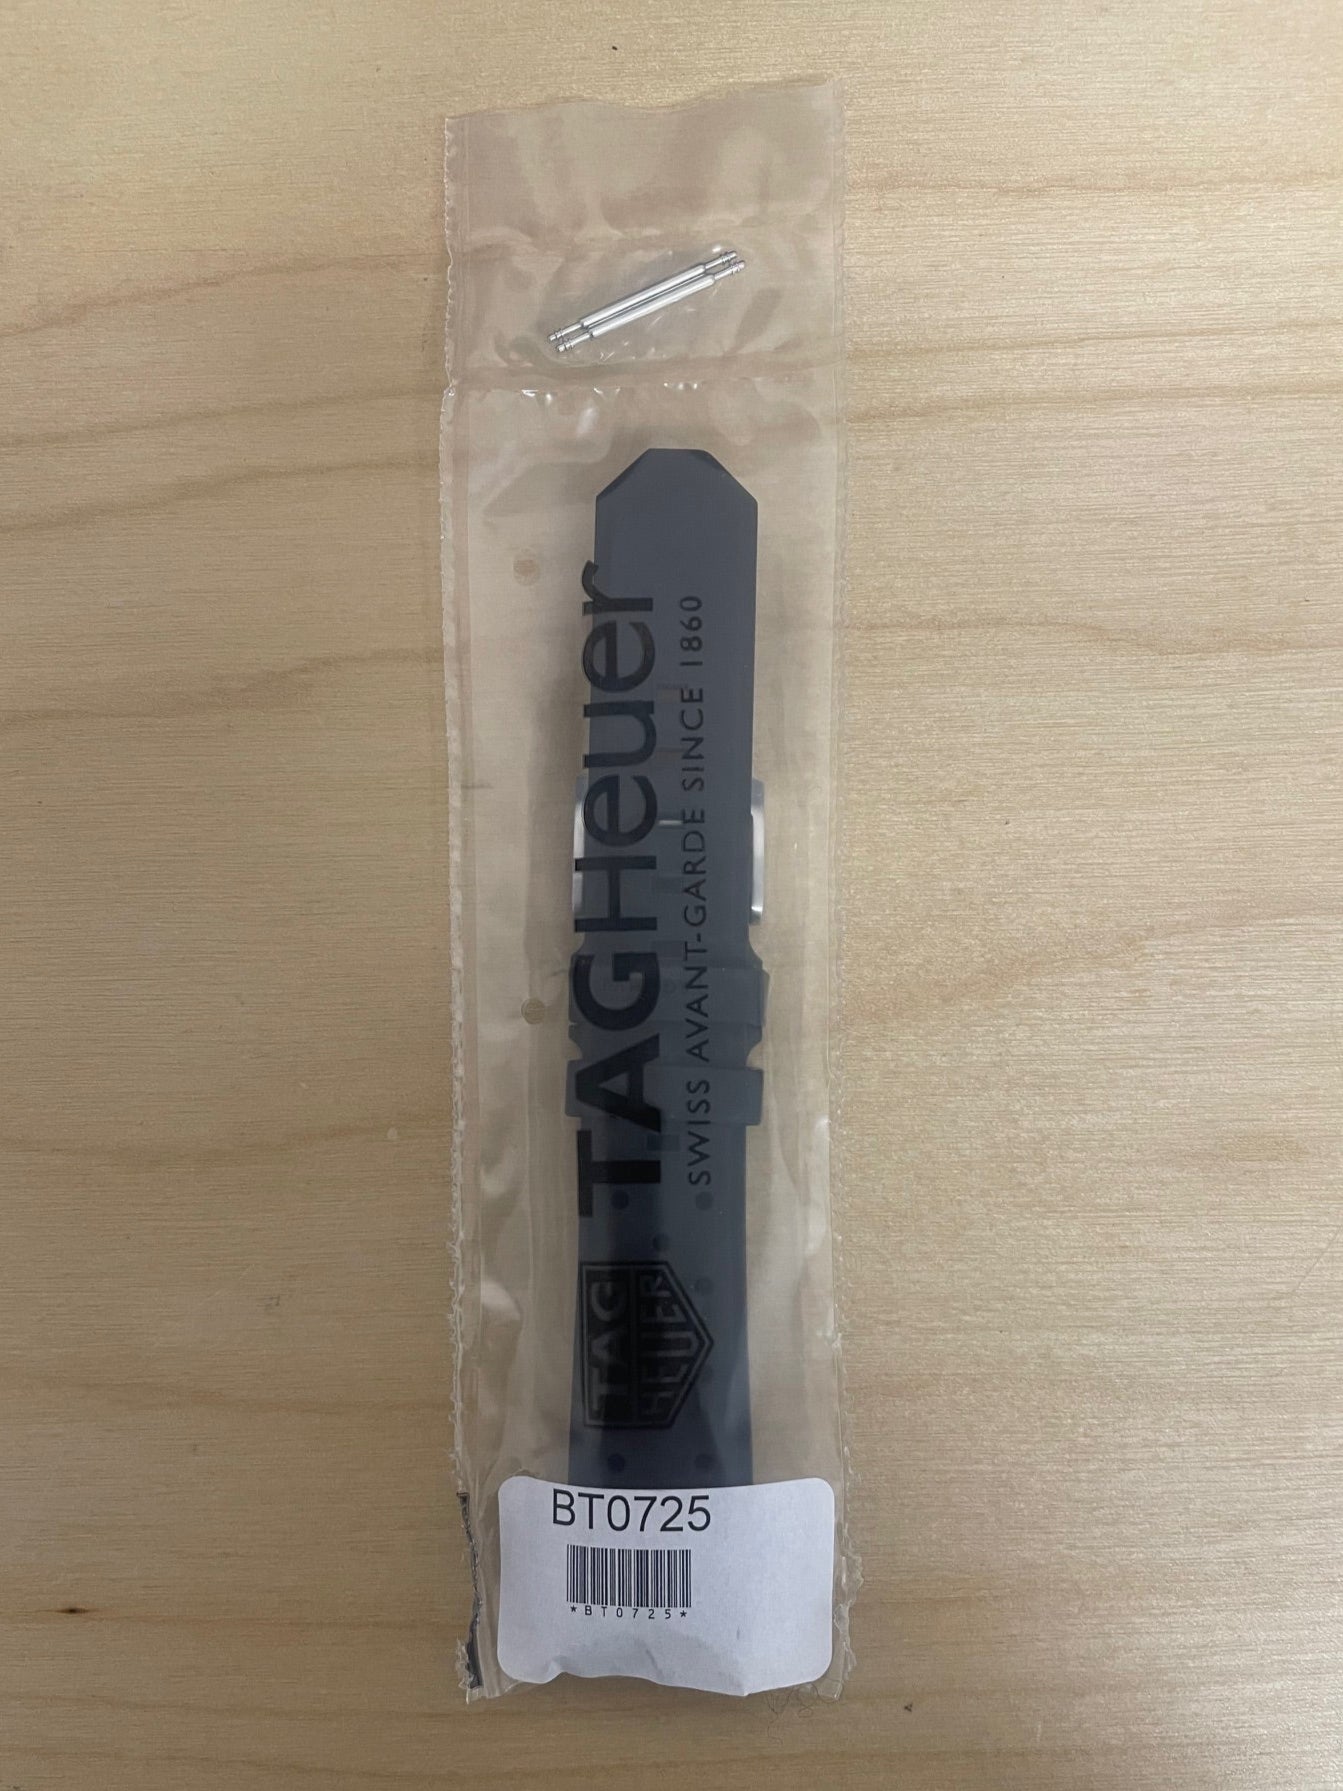 TAGHeuer
SWISS AVANT-GARDE SINCE 1860
TAG
HEUER
BT0725
*BT0725*